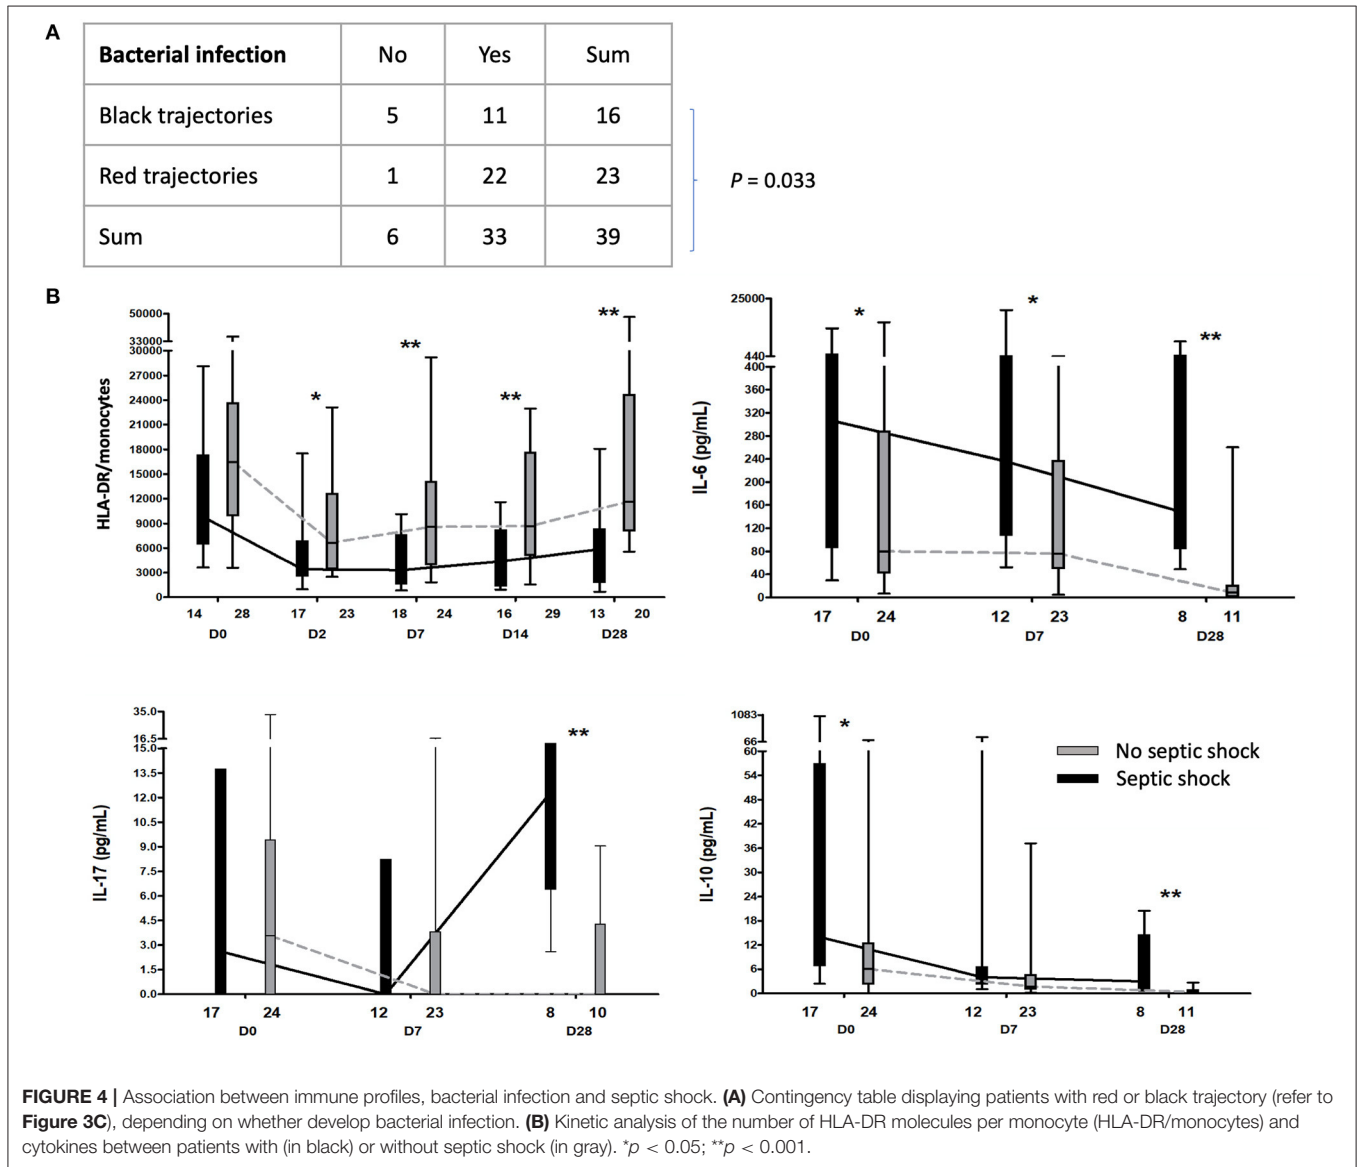 A
Bacterial infection No Yes Sum
Black trajectories 5 11 16
Red trajectories 1 22 23
Sum 6 33 39
P = 0.033
B
HLA-DR/monocytes
50000
33000
30000
27000
24000
21000
18000
15000
12000
9000
6000
3000
0
* ** ** **
14 28 17 23 18 24 16 29 13 20
D0 D2 D7 D14 D28
IL-6 (pg/mL)
25000
440
400
360
320
280
240
200
160
120
80
40
0
* * **
17 24 12 23 8 11
D0 D7 D28
IL-17 (pg/mL)
35.0
16.5
15.0
13.5
12.0
10.5
9.0
7.5
6.0
4.5
3.0
1.5
0.0
**
17 24 12 23 8 10
D0 D7 D28
IL-10 (pg/mL)
1083
66
60
54
48
42
36
30
24
18
12
6
0
* **
No septic shock
Septic shock
17 24 12 23 8 11
D0 D7 D28
FIGURE 4 | Association between immune profiles, bacterial infection and septic shock. (A) Contingency table displaying patients with red or black trajectory (refer to
Figure 3C), depending on whether develop bacterial infection. (B) Kinetic analysis of the number of HLA-DR molecules per monocyte (HLA-DR/monocytes) and
cytokines between patients with (in black) or without septic shock (in gray). *p < 0.05; **p < 0.001.